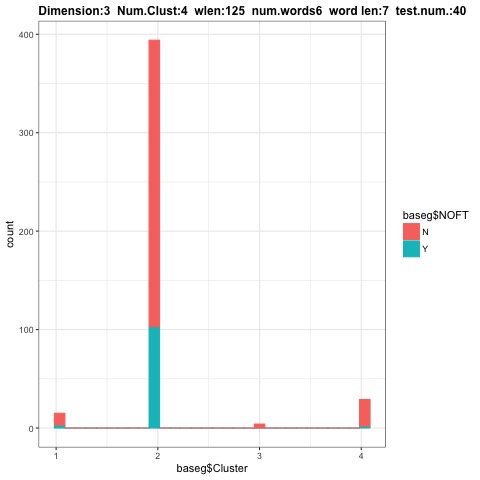 Dimension:3  Num.Clust:4  wlen:125  num.words6  word len:7  test.num.:40
400
300
200
100
0
count
1 2 3 4
baseg$Cluster
baseg$NOFT
N
Y